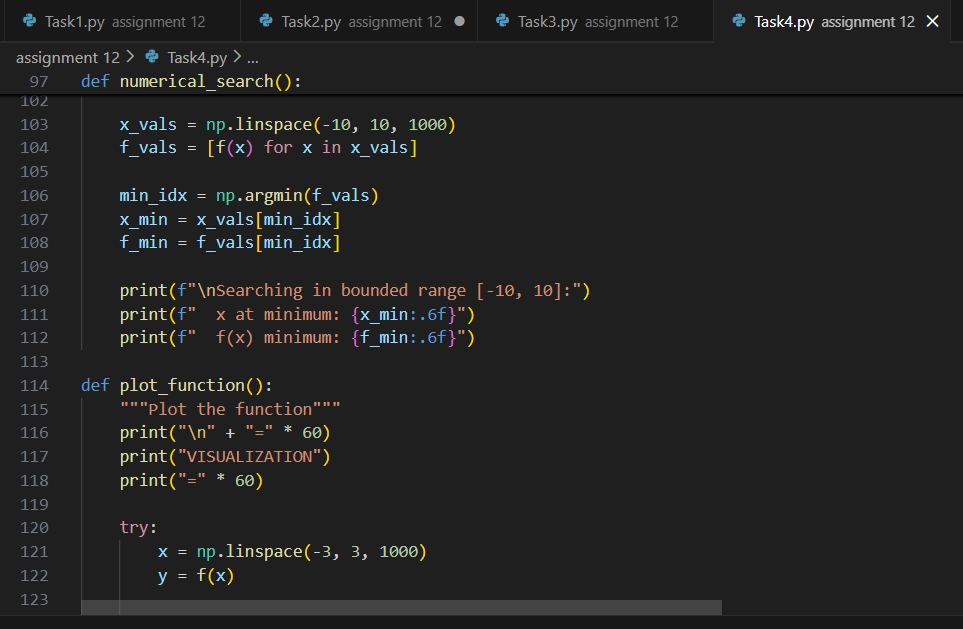 Task1.py assignment 12 Task2.py assignment 12 Task3.py assignment 12 Task4.py assignment 12
assignment 12 > Task4.py > ...
97 def numerical_search():
102
103 x_vals = np.linspace(-10, 10, 1000)
104 f_vals = [f(x) for x in x_vals]
105
106 min_idx = np.argmin(f_vals)
107 x_min = x_vals[min_idx]
108 f_min = f_vals[min_idx]
109
110 print(f"\nSearching in bounded range [-10, 10]:")
111 print(f"  x at minimum: {x_min:.6f}")
112 print(f"  f(x) minimum: {f_min:.6f}")
113
114 def plot_function():
115 """Plot the function"""
116 print("\n" + "=" * 60)
117 print("VISUALIZATION")
118 print("=" * 60)
119
120 try:
121 x = np.linspace(-3, 3, 1000)
122 y = f(x)
123